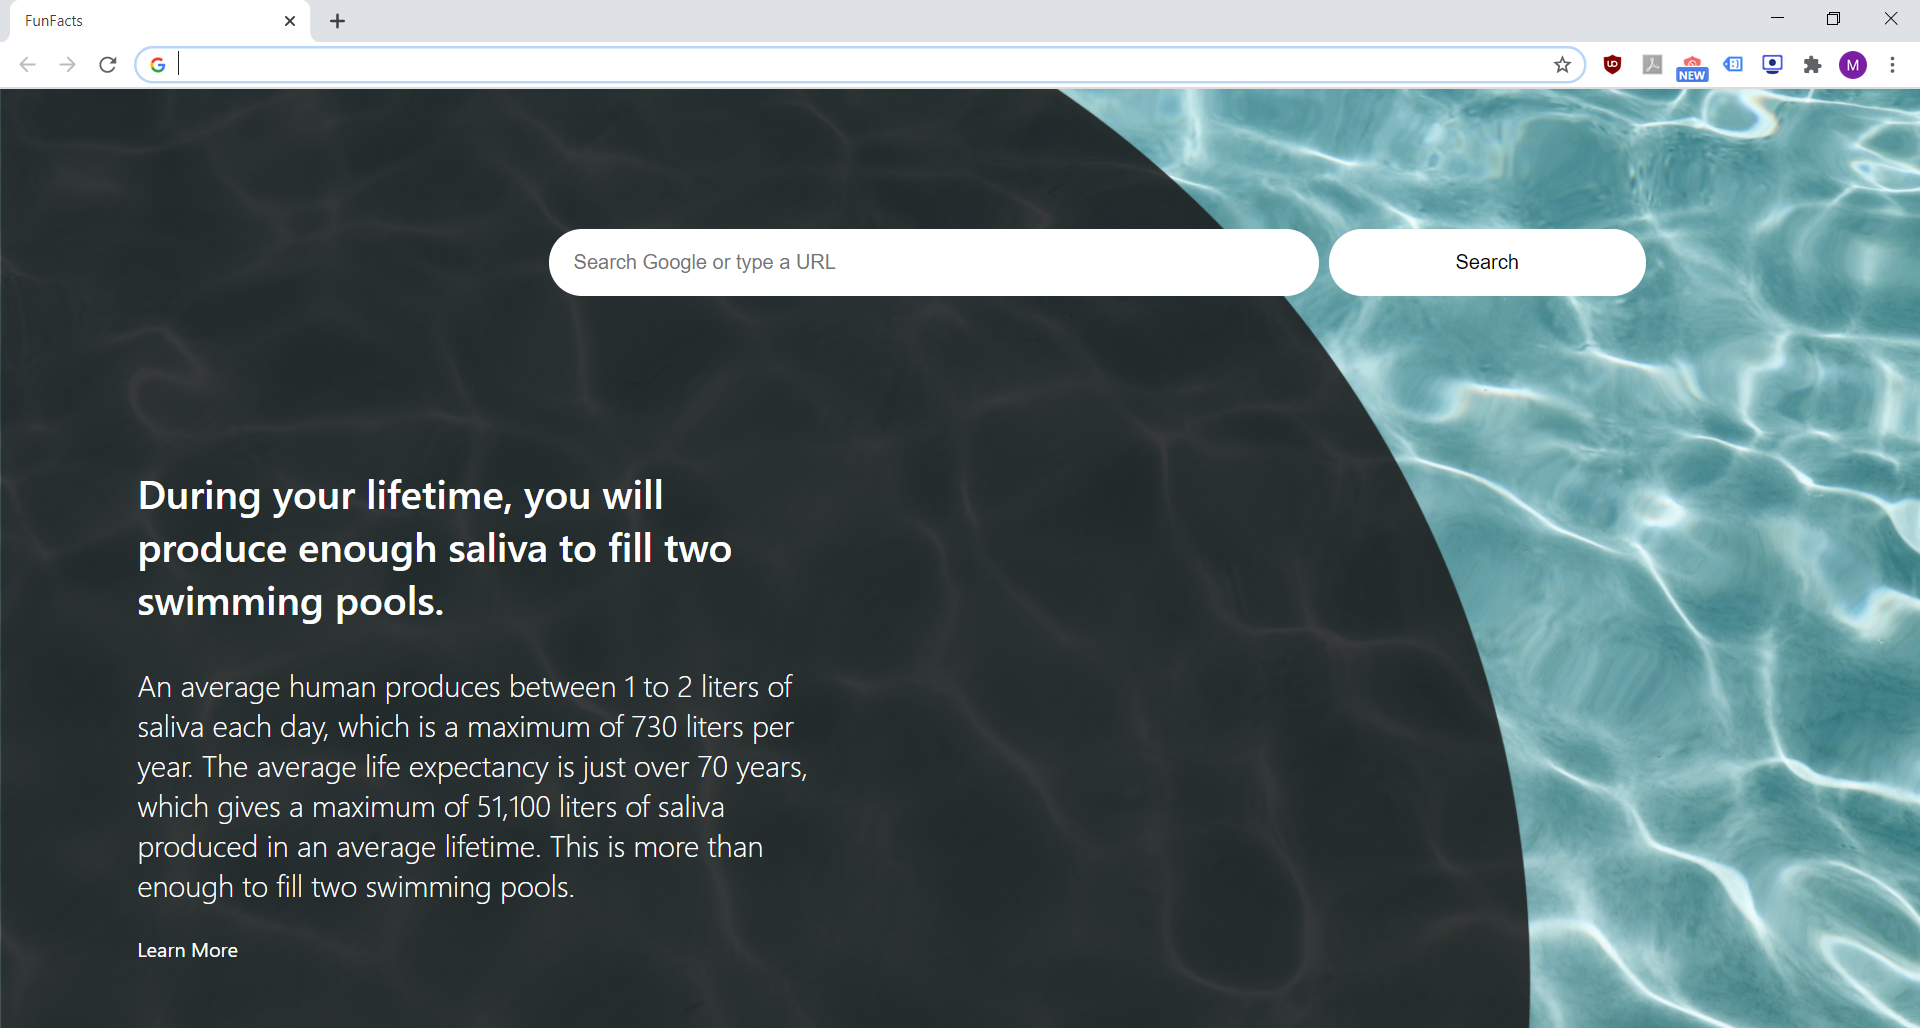 FunFacts
NEW
M
Search Google or type a URL
Search
During your lifetime, you will
produce enough saliva to fill two
swimming pools.
An average human produces between 1 to 2 liters of
saliva each day, which is a maximum of 730 liters per
year. The average life expectancy is just over 70 years,
which gives a maximum of 51,100 liters of saliva
produced in an average lifetime. This is more than
enough to fill two swimming pools.
Learn More